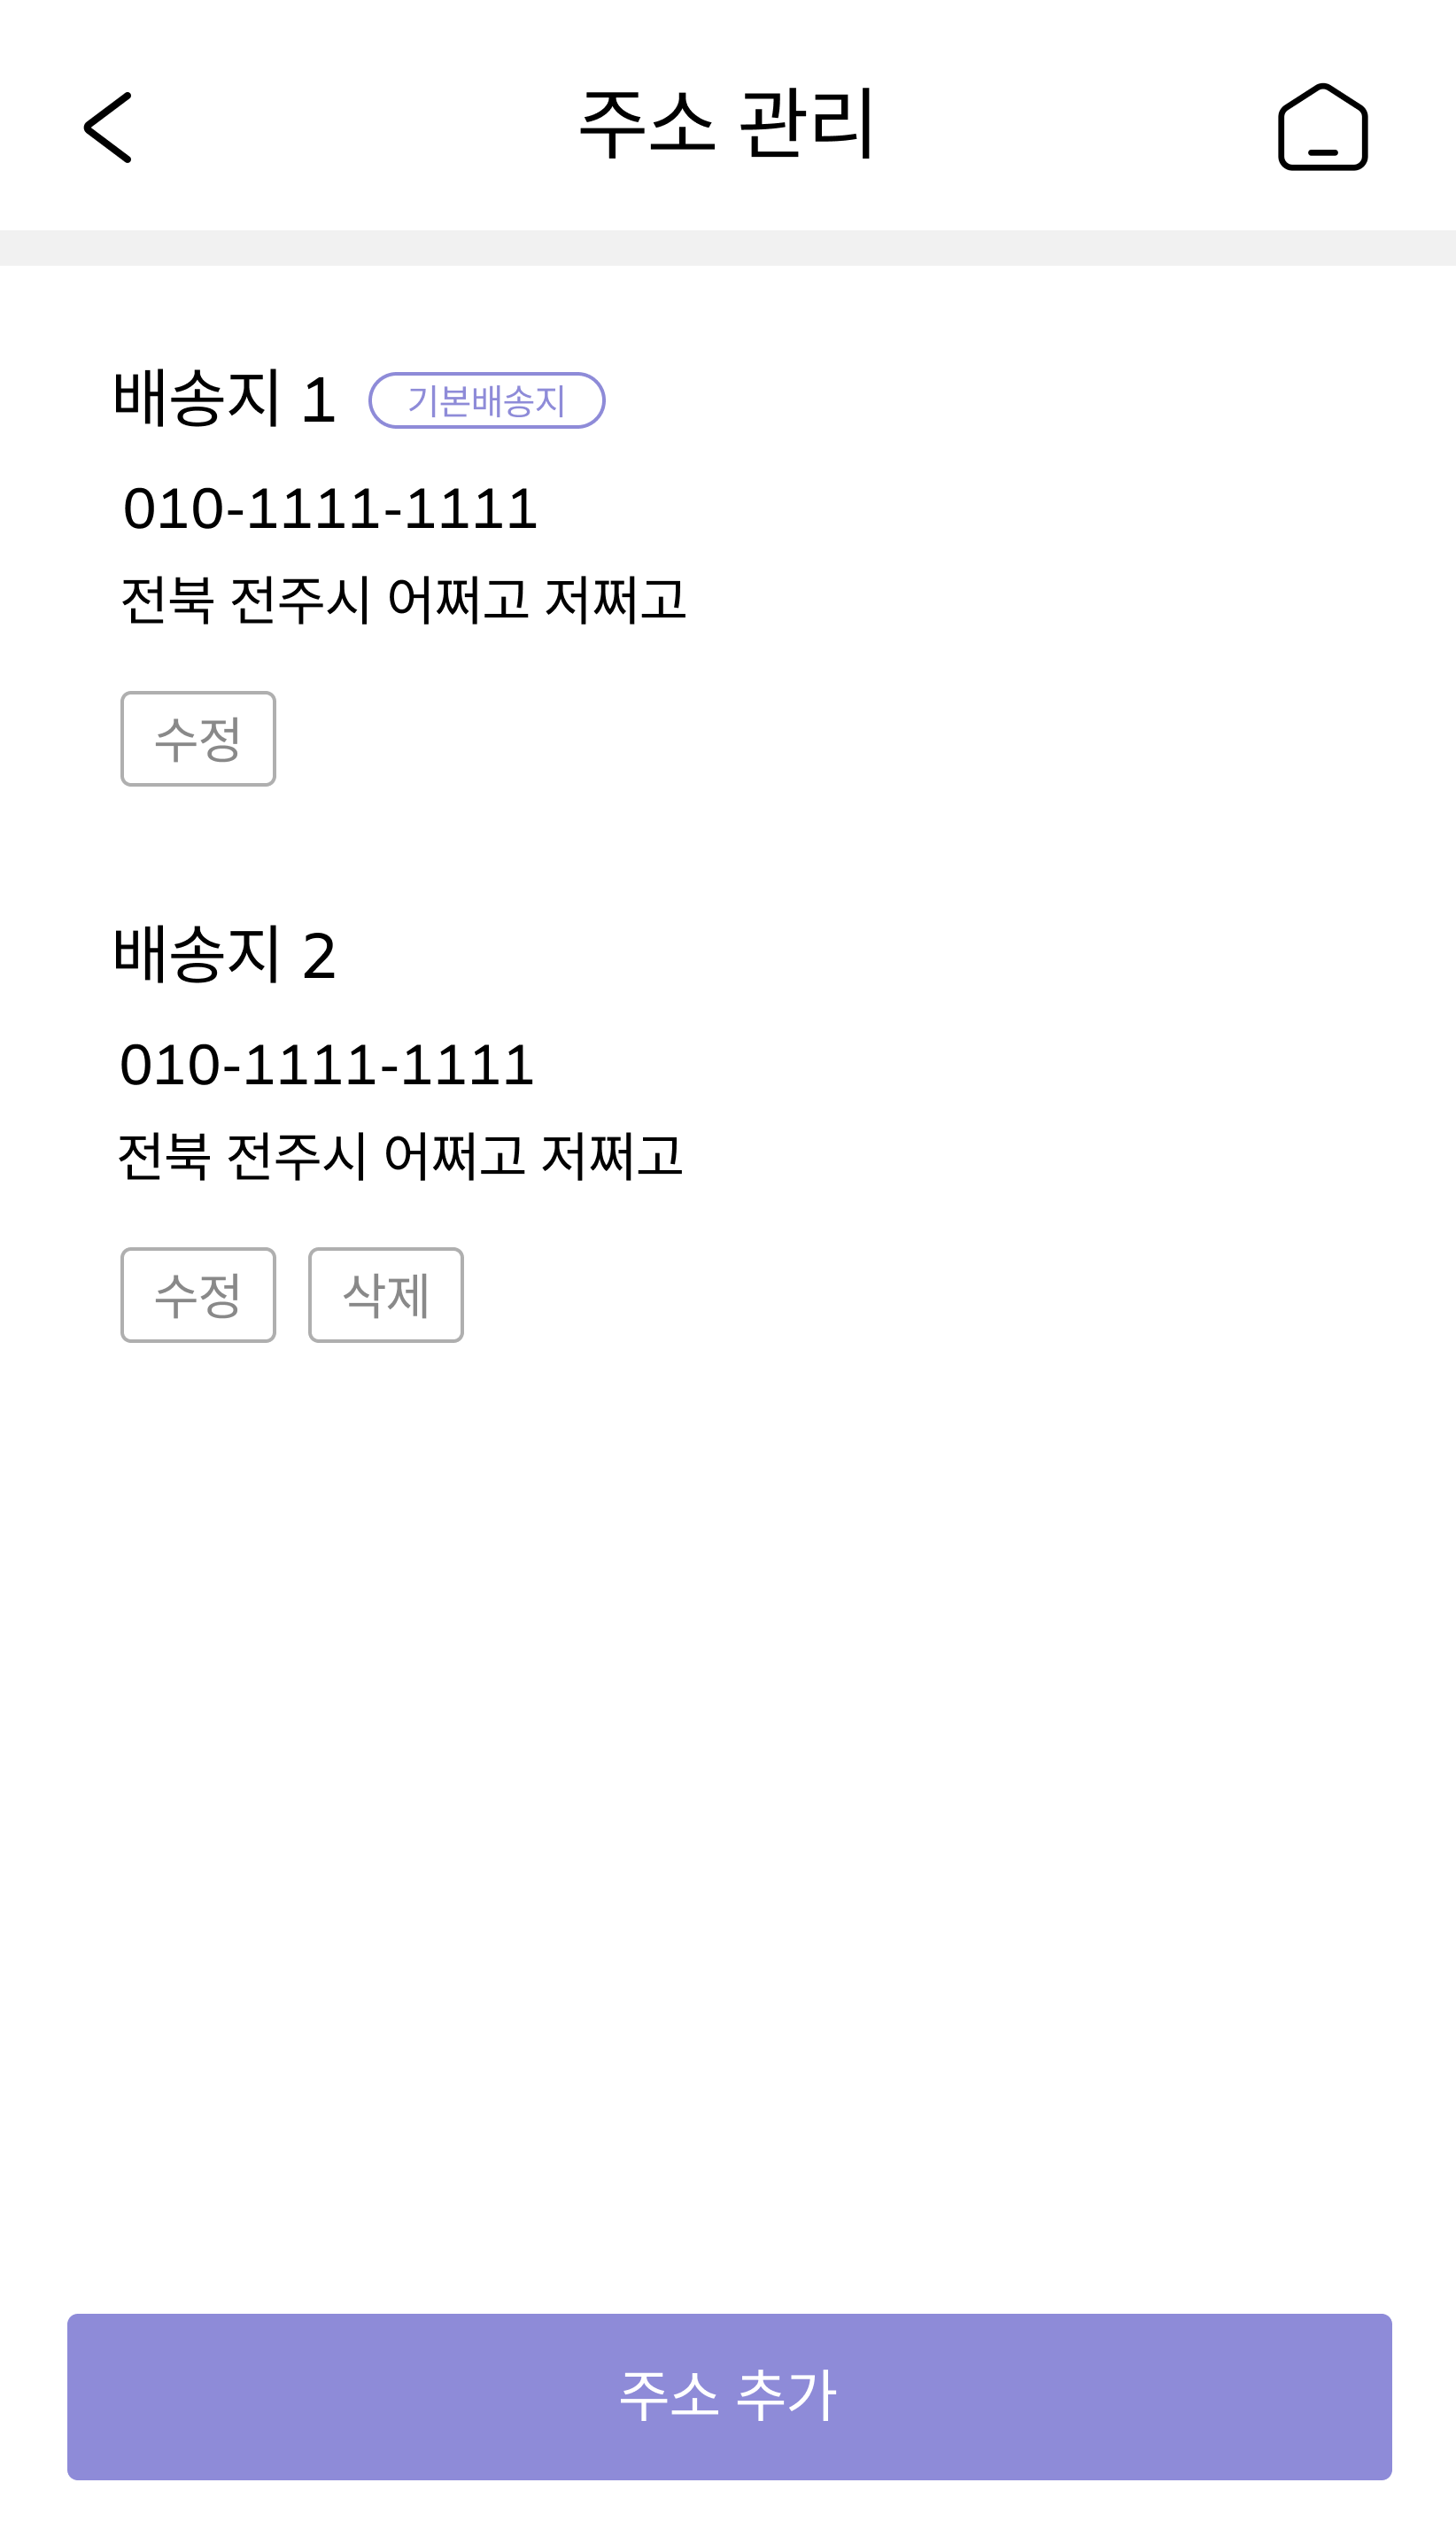 주소 관리
배송지 1 기본배송지
010-1111-1111
전북 전주시 어쩌고 저쩌고
수정
배송지 2
010-1111-1111
전북 전주시 어쩌고 저쩌고
수정 삭제
주소 추가